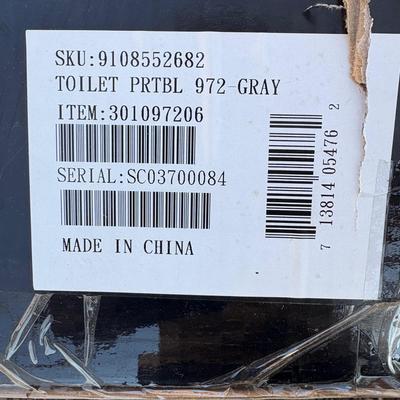 SKU:9108552682
TOILET PRTBL 972-GRAY
ITEM:301097206
SERIAL:SC03700084
MADE IN CHINA
7 13814 05476 2